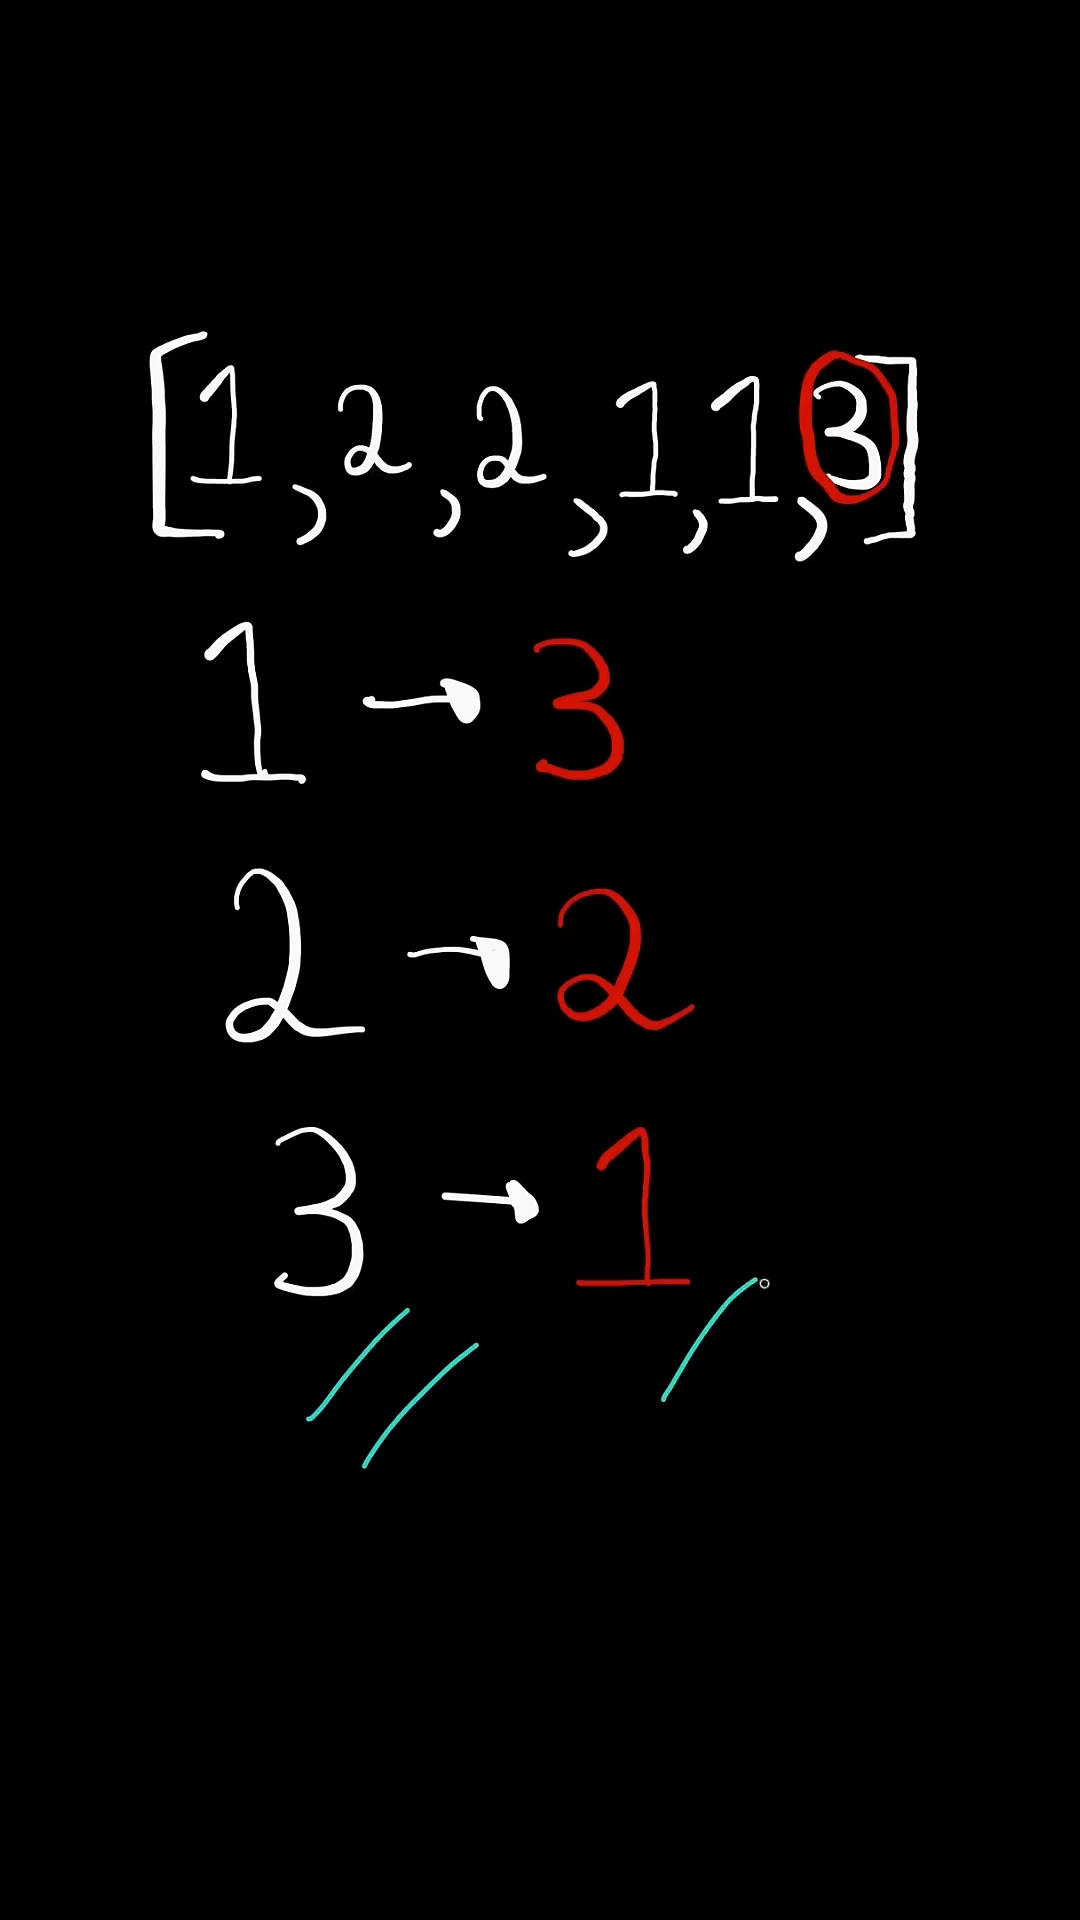 [1, 2, 2, 1, 1, 3]
1 → 3
2 → 2
3 → 1